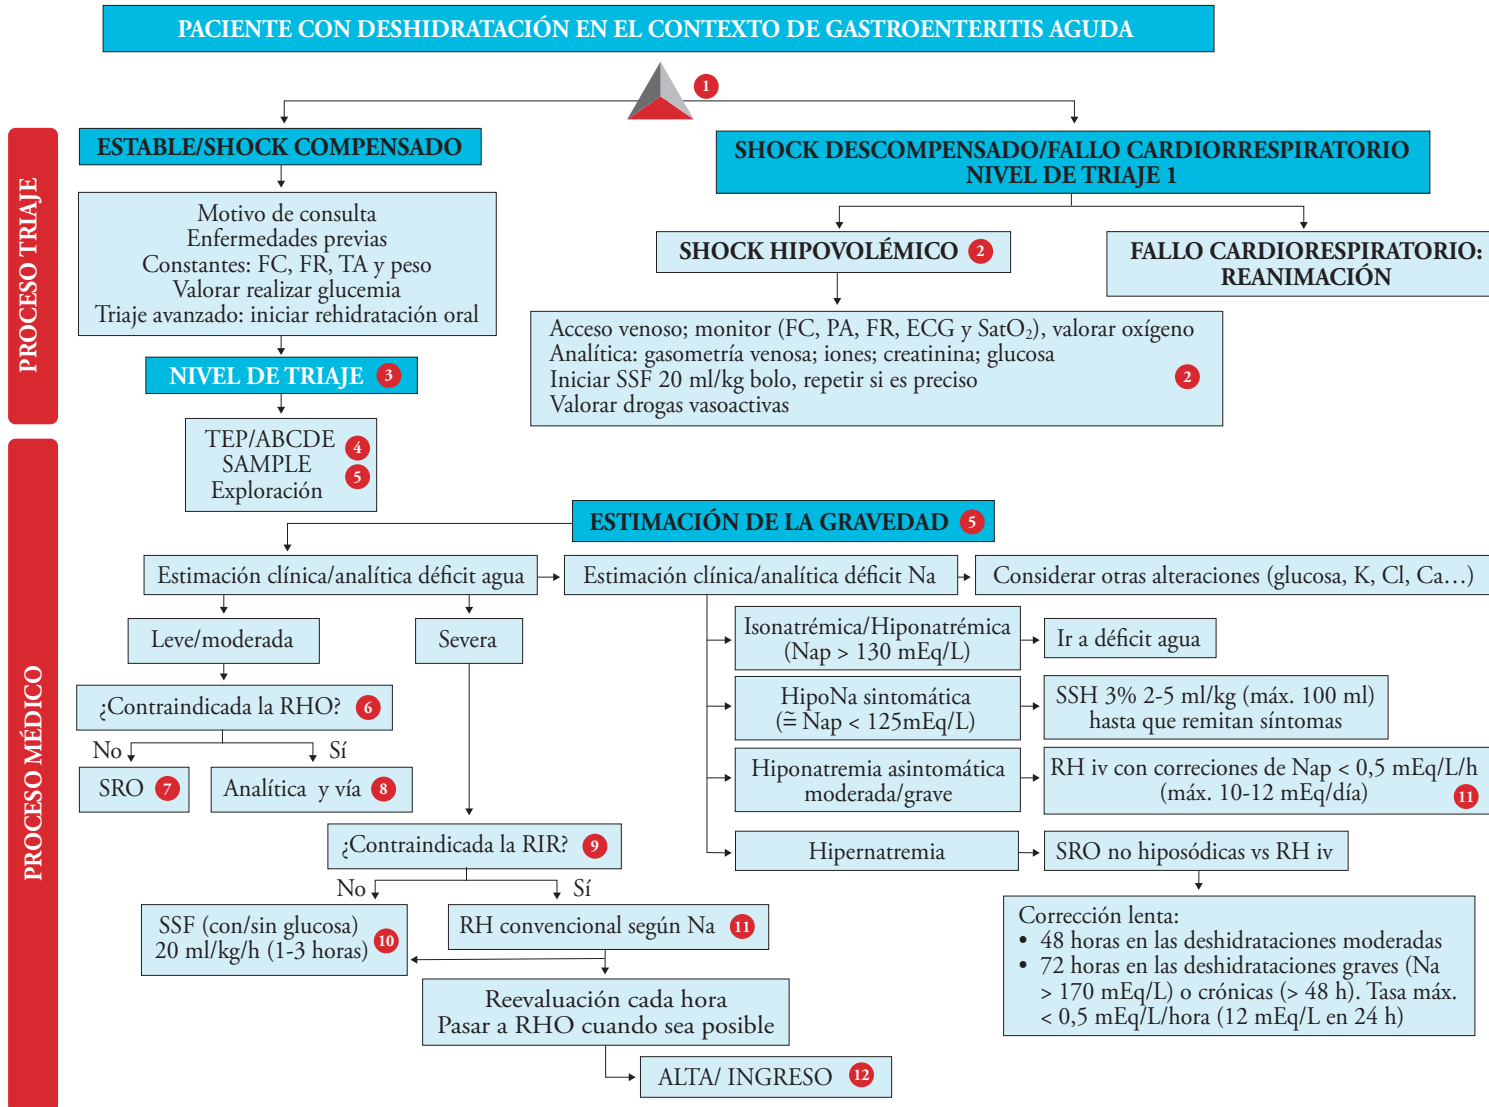 PACIENTE CON DESHIDRATACIÓN EN EL CONTEXTO DE GASTROENTERITIS AGUDA
1
PROCESO TRIAJE
ESTABLE/SHOCK COMPENSADO
Motivo de consulta
Enfermedades previas
Constantes: FC, FR, TA y peso
Valorar realizar glucemia
Triaje avanzado: iniciar rehidratación oral
NIVEL DE TRIAJE 3
SHOCK DESCOMPENSADO/FALLO CARDIORRESPIRATORIO
NIVEL DE TRIAJE 1
SHOCK HIPOVOLÉMICO 2
FALLO CARDIORESPIRATORIO:
REANIMACIÓN
Acceso venoso; monitor (FC, PA, FR, ECG y SatO₂), valorar oxígeno
Analítica: gasometría venosa; iones; creatinina; glucosa
Iniciar SSF 20 ml/kg bolo, repetir si es preciso 2
Valorar drogas vasoactivas
PROCESO MÉDICO
TEP/ABCDE 4
SAMPLE 5
Exploración
ESTIMACIÓN DE LA GRAVEDAD 5
Estimación clínica/analítica déficit agua
Estimación clínica/analítica déficit Na
Considerar otras alteraciones (glucosa, K, Cl, Ca…)
Leve/moderada
Severa
¿Contraindicada la RHO? 6
No
Sí
SRO 7
Analítica y vía 8
¿Contraindicada la RIR? 9
No
Sí
SSF (con/sin glucosa)
20 ml/kg/h (1-3 horas) 10
RH convencional según Na 11
Reevaluación cada hora
Pasar a RHO cuando sea posible
ALTA/ INGRESO 12
Isonatrémica/Hiponatrémica
(Nap > 130 mEq/L)
Ir a déficit agua
HipoNa sintomática
(≅ Nap < 125mEq/L)
SSH 3% 2-5 ml/kg (máx. 100 ml)
hasta que remitan síntomas
Hiponatremia asintomática
moderada/grave
RH iv con correciones de Nap < 0,5 mEq/L/h
(máx. 10-12 mEq/día) 11
Hipernatremia
SRO no hiposódicas vs RH iv
Corrección lenta:
• 48 horas en las deshidrataciones moderadas
• 72 horas en las deshidrataciones graves (Na
> 170 mEq/L) o crónicas (> 48 h). Tasa máx.
< 0,5 mEq/L/hora (12 mEq/L en 24 h)